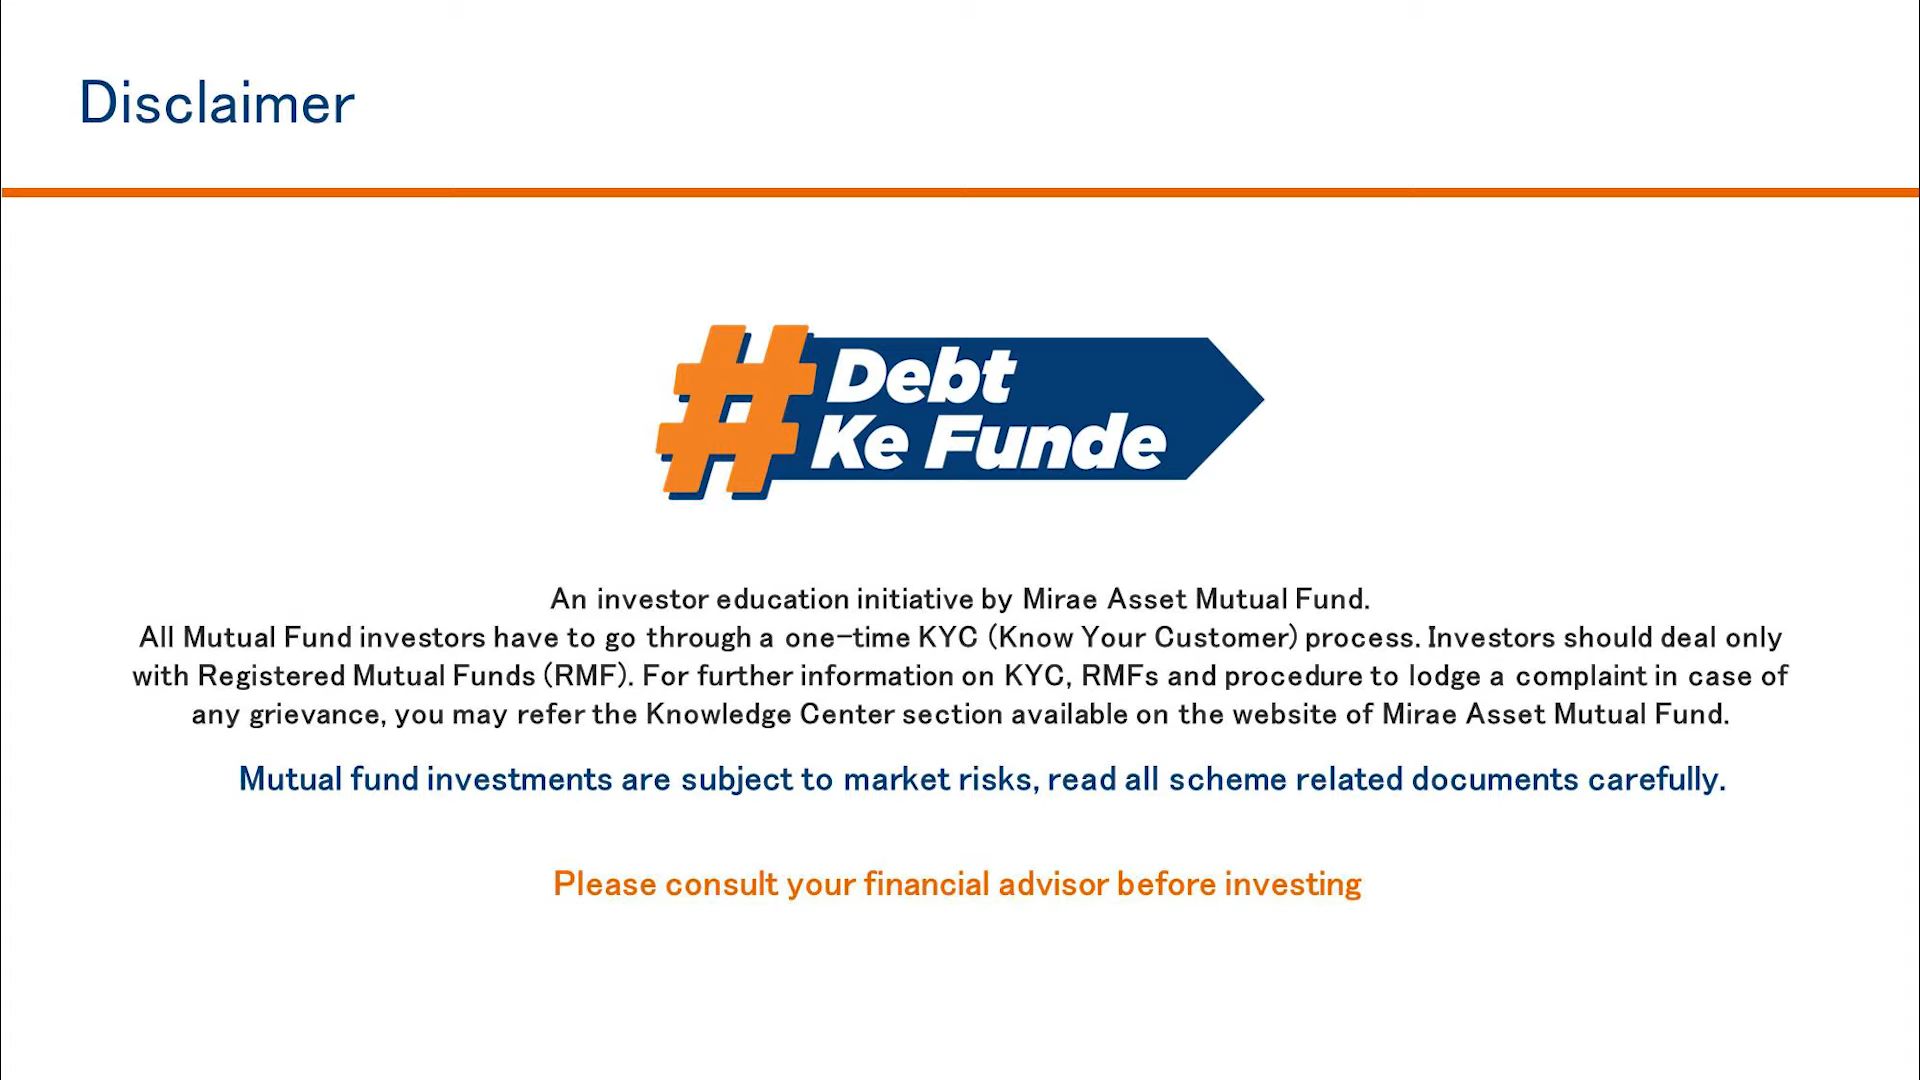 Disclaimer
#Debt
Ke Funde
An investor education initiative by Mirae Asset Mutual Fund.
All Mutual Fund investors have to go through a one-time KYC (Know Your Customer) process. Investors should deal only
with Registered Mutual Funds (RMF). For further information on KYC, RMFs and procedure to lodge a complaint in case of
any grievance, you may refer the Knowledge Center section available on the website of Mirae Asset Mutual Fund.
Mutual fund investments are subject to market risks, read all scheme related documents carefully.
Please consult your financial advisor before investing